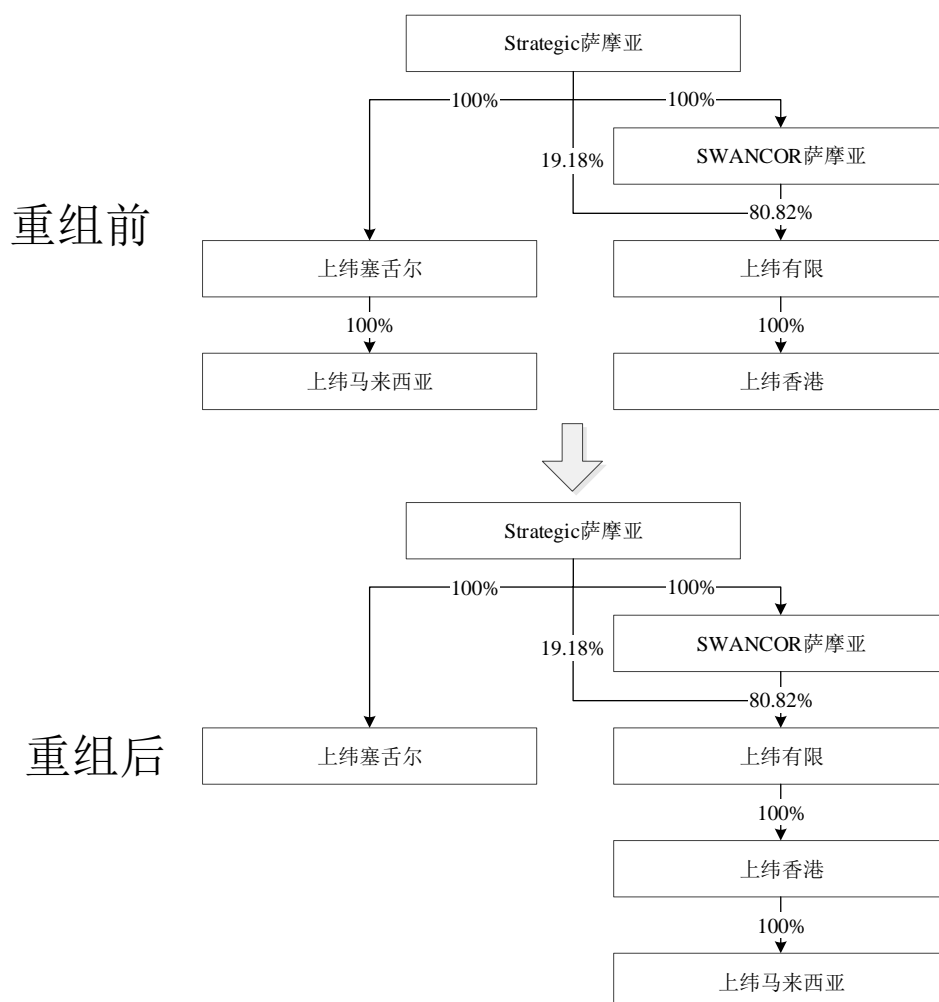 Strategic萨摩亚
100%
100%
19.18%
SWANCOR萨摩亚
80.82%
重组前
上纬塞舌尔
上纬有限
100%
100%
上纬马来西亚
上纬香港
Strategic萨摩亚
100%
100%
19.18%
SWANCOR萨摩亚
80.82%
重组后
上纬塞舌尔
上纬有限
100%
上纬香港
100%
上纬马来西亚